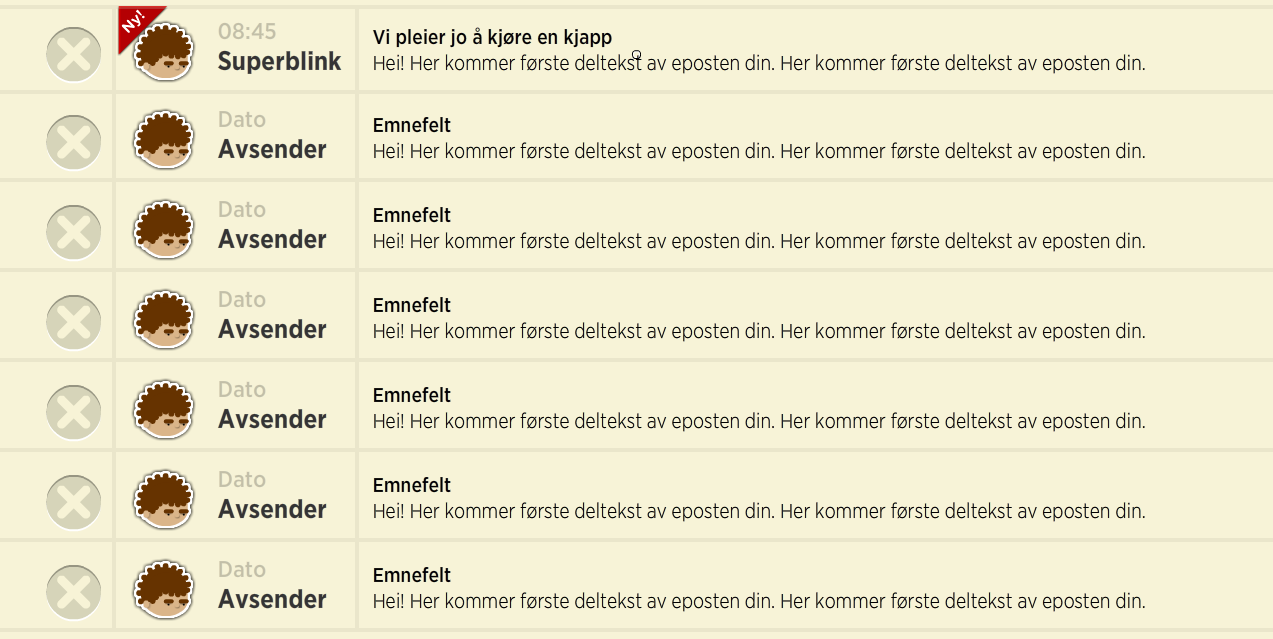 Ny!
08:45
Superblink
Vi pleier jo å kjøre en kjapp
Hei! Her kommer første deltekst av eposten din. Her kommer første deltekst av eposten din.
Dato
Avsender
Emnefelt
Hei! Her kommer første deltekst av eposten din. Her kommer første deltekst av eposten din.
Dato
Avsender
Emnefelt
Hei! Her kommer første deltekst av eposten din. Her kommer første deltekst av eposten din.
Dato
Avsender
Emnefelt
Hei! Her kommer første deltekst av eposten din. Her kommer første deltekst av eposten din.
Dato
Avsender
Emnefelt
Hei! Her kommer første deltekst av eposten din. Her kommer første deltekst av eposten din.
Dato
Avsender
Emnefelt
Hei! Her kommer første deltekst av eposten din. Her kommer første deltekst av eposten din.
Dato
Avsender
Emnefelt
Hei! Her kommer første deltekst av eposten din. Her kommer første deltekst av eposten din.